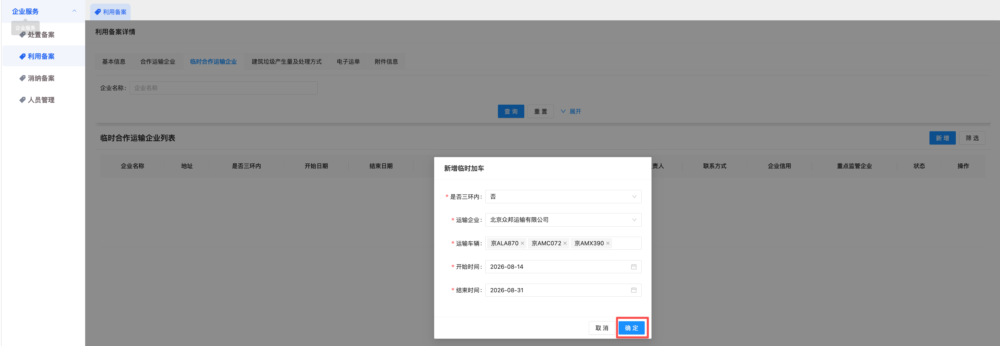 企业服务
企业服务
处置备案
利用备案
消纳备案
人员管理
利用备案
利用备案详情
基本信息 合作运输企业 临时合作运输企业 建筑垃圾产生量及处理方式 电子运单 附件信息
企业名称: 企业名称
查 询 重 置 展开
临时合作运输企业列表 新 增 筛 选
企业名称 地址 是否三环内 开始日期 结束日期 责人 联系方式 企业信用 重点监管企业 状态 操作
新增临时加车
* 是否三环内: 否
* 运输企业: 北京众邦运输有限公司
* 运输车辆: 京ALA870 × 京AMC072 × 京AMX390 ×
* 开始时间: 2026-08-14
* 结束时间: 2026-08-31
取 消 确 定